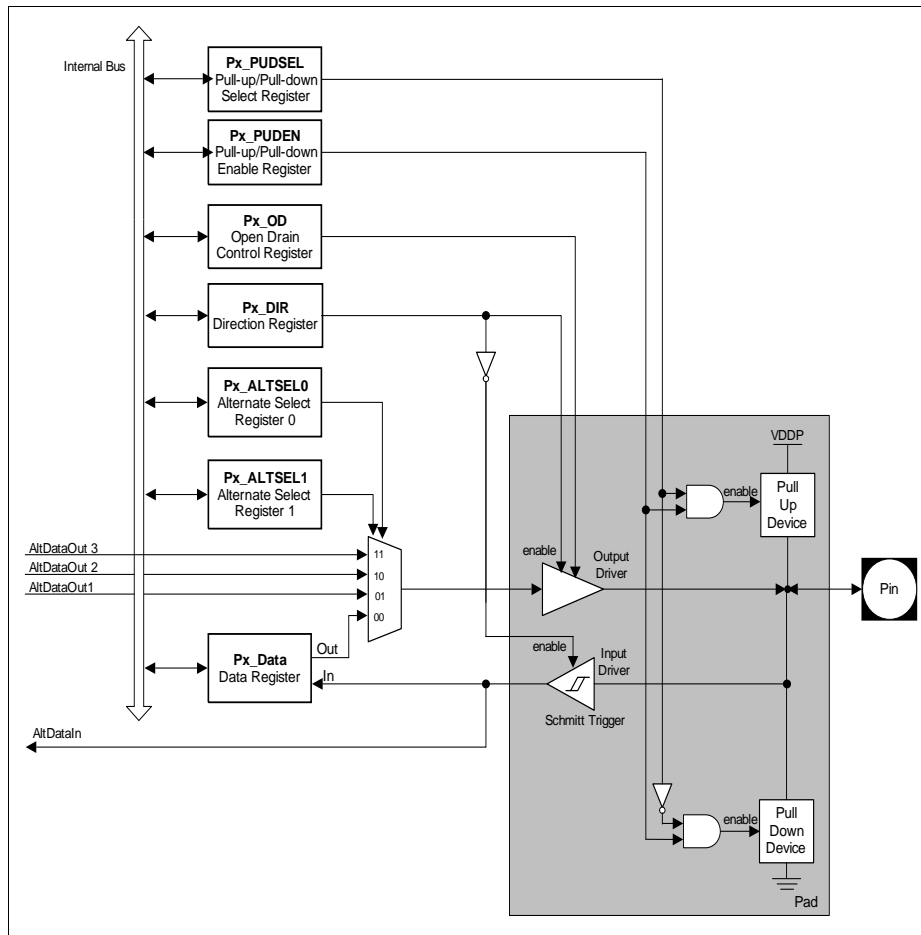 Internal Bus
Px_PUDSEL
Pull-up/Pull-down
Select Register
Px_PUDEN
Pull-up/Pull-down
Enable Register
Px_OD
Open Drain
Control Register
Px_DIR
Direction Register
Px_ALTSEL0
Alternate Select
Register 0
Px_ALTSEL1
Alternate Select
Register 1
AltDataOut 3
AltDataOut 2
AltDataOut1
11
10
01
00
Px_Data
Data Register
Out
In
AltDataIn
enable
Output
Driver
enable
Input
Driver
Schmitt Trigger
VDDP
enable
Pull
Up
Device
Pin
enable
Pull
Down
Device
Pad